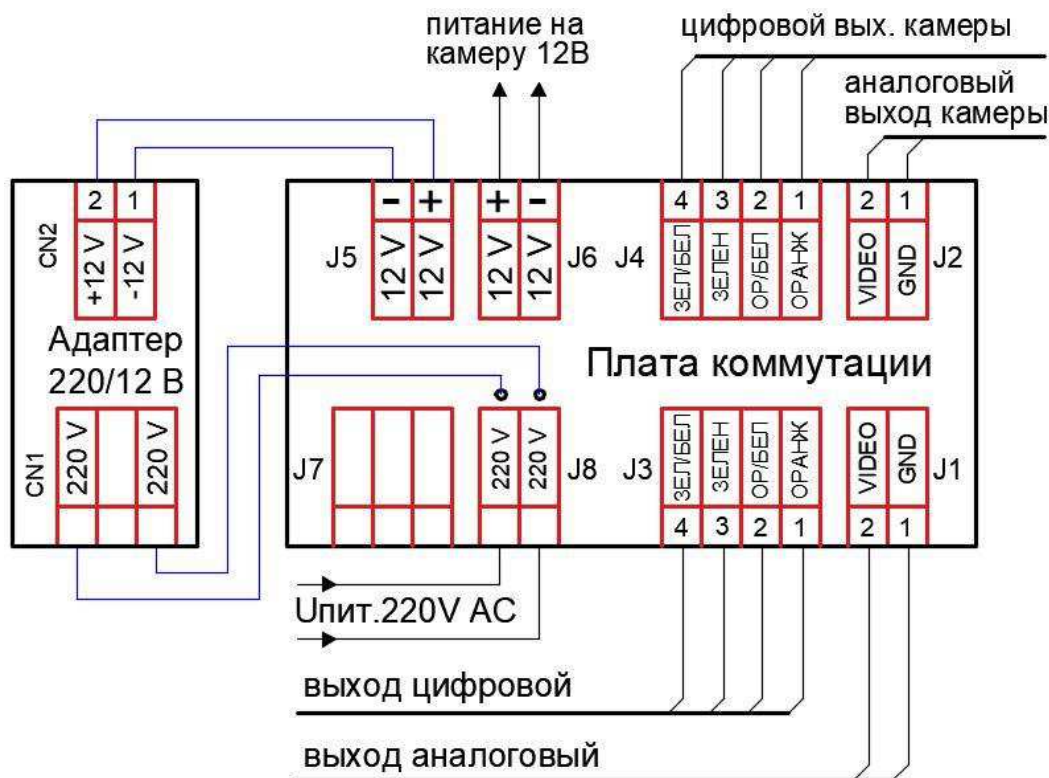 питание на
камеру 12В
цифровой вых. камеры
аналоговый
выход камеры
2 1
CN2
+12 V
-12 V
Адаптер
220/12 В
CN1
220 V
220 V
J5
- +
12 V
12 V
+ -
12 V
12 V
J6
J4
4 3 2 1
ЗЕЛ/БЕЛ
ЗЕЛЕН
ОР/БЕЛ
ОРАНЖ
2 1
VIDEO
GND
J2
Плата коммутации
J7
220 V
220 V
J8
J3
ЗЕЛ/БЕЛ
ЗЕЛЕН
ОР/БЕЛ
ОРАНЖ
4 3 2 1
VIDEO
GND
2 1
J1
Uпит.220V AC
выход цифровой
выход аналоговый